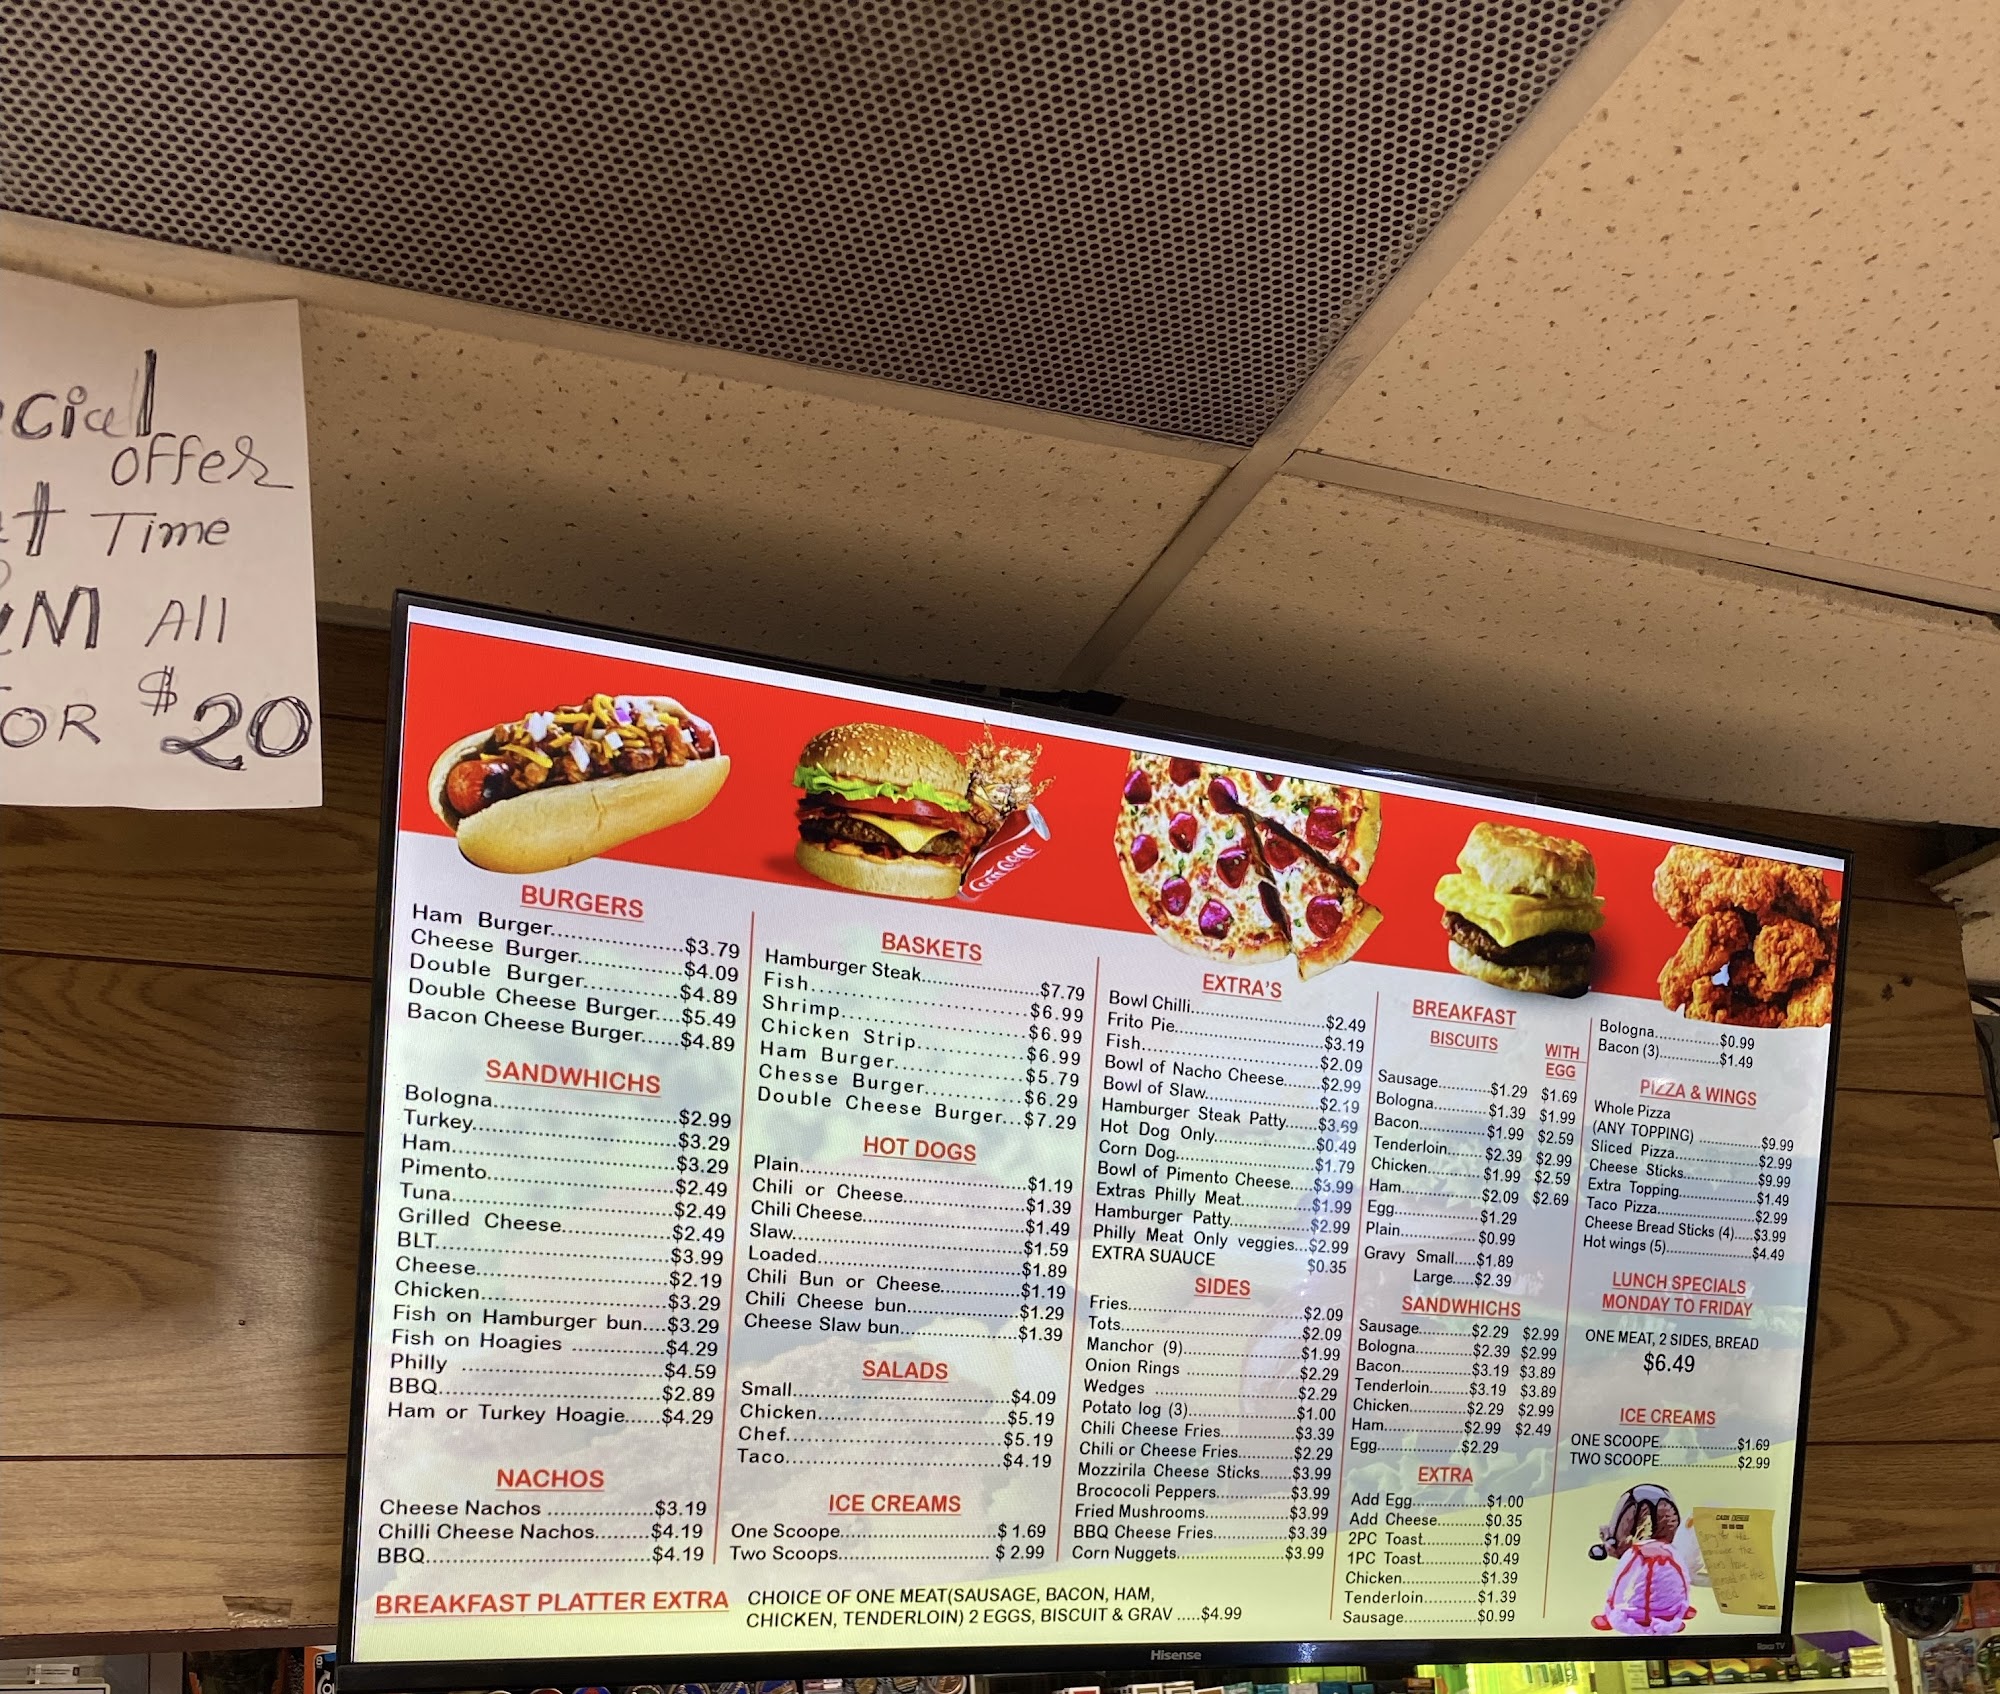 cial
offer
Time
All
OR $20
Coca-Cola
BURGERS
Ham Burger....................$3.79
Cheese Burger................$4.09
Double Burger..............$4.89
Double Cheese Burger....$5.49
Bacon Cheese Burger......$4.89
SANDWHICHS
Bologna............................$2.99
Turkey...............................$3.29
Ham..................................$3.29
Pimento............................$2.49
Tuna.................................$2.49
Grilled Cheese................$2.49
BLT...................................$3.99
Cheese.............................$2.19
Chicken............................$3.29
Fish on Hamburger bun....$3.29
Fish on Hoagies ..............$4.29
Philly ..............................$4.59
BBQ..................................$2.89
Ham or Turkey Hoagie......$4.29
NACHOS
Cheese Nachos ................$3.19
Chilli Cheese Nachos.........$4.19
BBQ..................................$4.19
BASKETS
Hamburger Steak..................$7.79
Fish...................................$6.99
Shrimp..............................$6.99
Chicken Strip.................$6.99
Ham Burger....................$5.79
Chesse Burger...............$6.29
Double Cheese Burger...$7.29
HOT DOGS
Plain..................................$1.19
Chili or Cheese..................$1.39
Chili Cheese........................$1.49
Slaw...................................$1.59
Loaded...............................$1.89
Chili Bun or Cheese............$1.19
Chili Cheese bun.................$1.29
Cheese Slaw bun.................$1.39
SALADS
Small..................................$4.09
Chicken.............................$5.19
Chef...................................$5.19
Taco...................................$4.19
ICE CREAMS
One Scoope........................$ 1.69
Two Scoops........................ $ 2.99
EXTRA'S
Bowl Chilli....................$2.49
Frito Pie.......................$3.19
Fish...............................$2.09
Bowl of Nacho Cheese.......$2.99
Bowl of Slaw....................$2.19
Hamburger Steak Patty......$3.69
Hot Dog Only..................$0.49
Corn Dog.........................$1.79
Bowl of Pimento Cheese.....$3.99
Extras Philly Meat............$1.99
Hamburger Patty..............$2.99
Philly Meat Only veggies...$2.99
EXTRA SUAUCE $0.35
SIDES
Fries...............................$2.09
Tots................................$2.09
Manchor (9)....................$1.99
Onion Rings ..................$2.29
Wedges .........................$2.29
Potato log (3)..................$1.00
Chili Cheese Fries.............$3.39
Chili or Cheese Fries.........$2.29
Mozzirila Cheese Sticks.......$3.99
Brococoli Peppers..............$3.99
Fried Mushrooms...............$3.99
BBQ Cheese Fries..............$3.39
Corn Nuggets....................$3.99
BREAKFAST
BISCUITS WITH
EGG
Sausage...........$1.29 $1.69
Bologna............$1.39 $1.99
Bacon..............$1.99 $2.59
Tenderloin.......$2.39 $2.99
Chicken............$1.99 $2.59
Ham................$2.09 $2.69
Egg..................$1.29
Plain................$0.99
Gravy Small.....$1.89
Large.....$2.39
SANDWHICHS
Sausage...........$2.29 $2.99
Bologna............$2.39 $2.99
Bacon..............$3.19 $3.89
Tenderloin........$3.19 $3.89
Chicken............$2.29 $2.99
Ham................$2.99 $2.49
Egg..................$2.29
EXTRA
Add Egg................$1.00
Add Cheese...........$0.35
2PC Toast.............$1.09
1PC Toast.............$0.49
Chicken.................$1.39
Tenderloin.............$1.39
Sausage................$0.99
Bologna..............$0.99
Bacon (3).............$1.49
PIZZA & WINGS
Whole Pizza
(ANY TOPPING) ..............$9.99
Sliced Pizza...................$2.99
Cheese Sticks.................$9.99
Extra Topping.................$1.49
Taco Pizza.....................$2.99
Cheese Bread Sticks (4).....$3.99
Hot wings (5)...................$4.49
LUNCH SPECIALS
MONDAY TO FRIDAY
ONE MEAT, 2 SIDES, BREAD
$6.49
ICE CREAMS
ONE SCOOPE..................$1.69
TWO SCOOPE..................$2.99
BREAKFAST PLATTER EXTRA CHOICE OF ONE MEAT(SAUSAGE, BACON, HAM,
CHICKEN, TENDERLOIN) 2 EGGS, BISCUIT & GRAV .....$4.99
Hisense
Roku TV